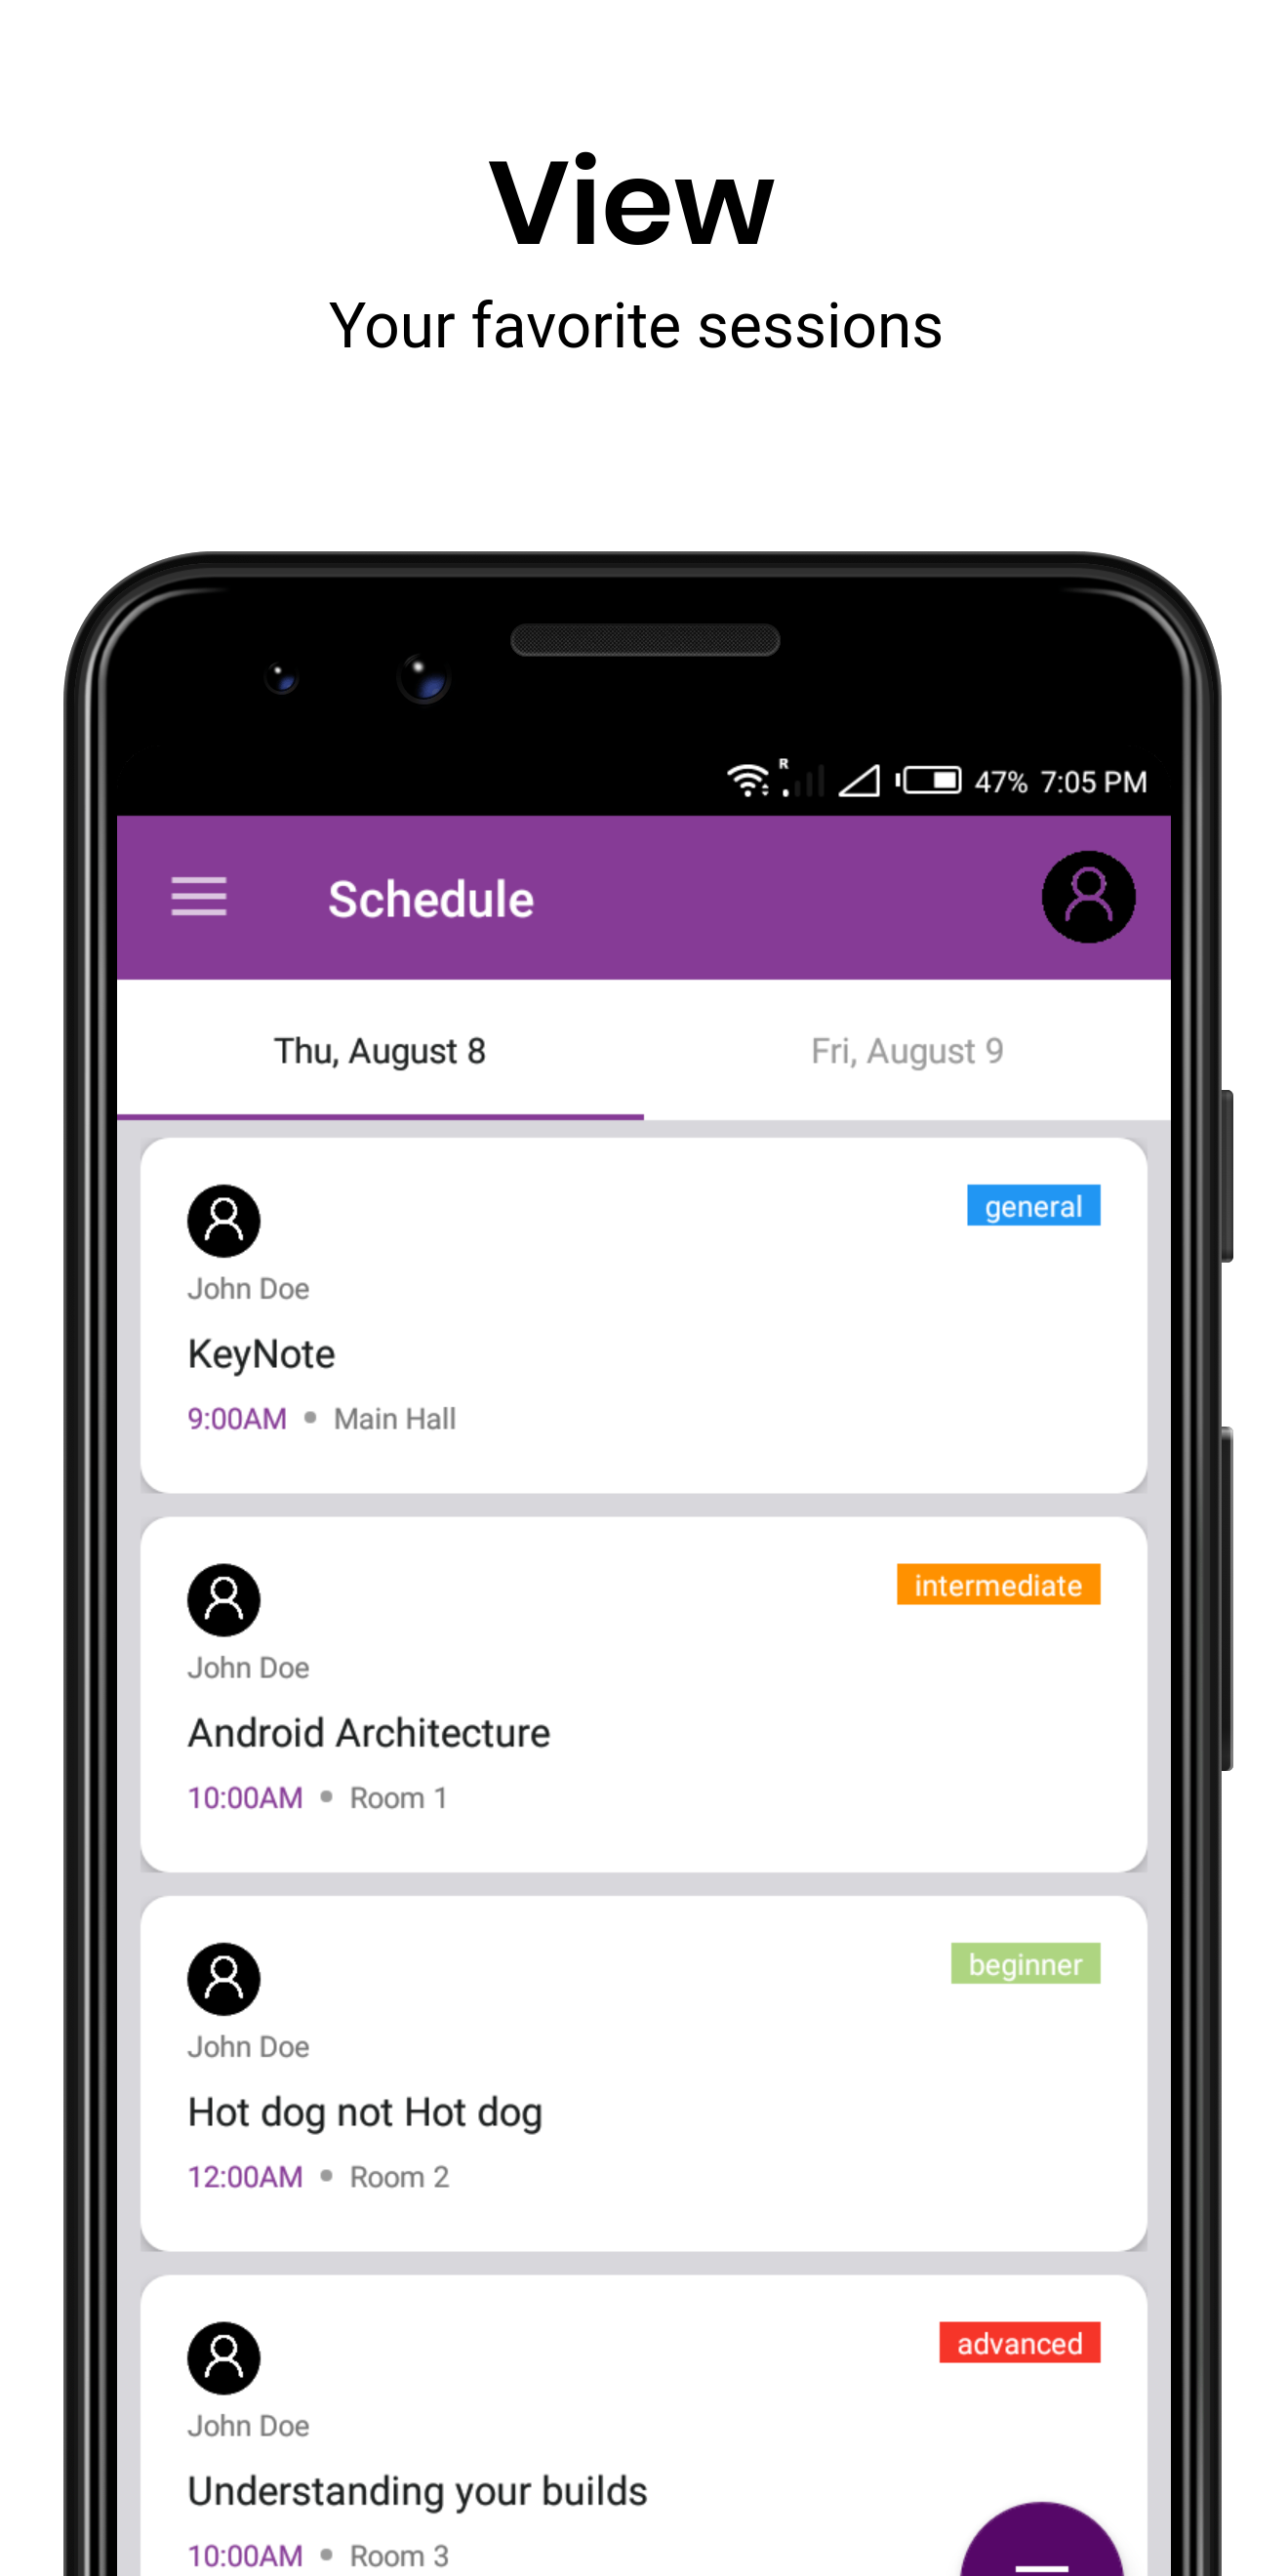 View
Your favorite sessions
R
47% 7:05 PM
Schedule
Thu, August 8
Fri, August 9
general
John Doe
KeyNote
9:00AM • Main Hall
intermediate
John Doe
Android Architecture
10:00AM • Room 1
beginner
John Doe
Hot dog not Hot dog
12:00AM • Room 2
advanced
John Doe
Understanding your builds
10:00AM • Room 3